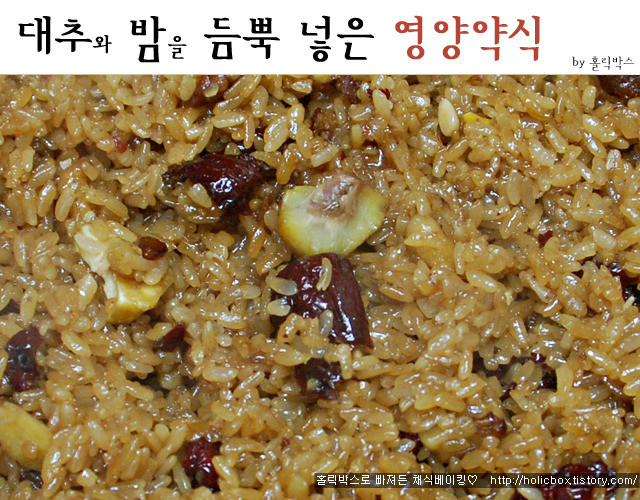 대추와 밤을 듬뿍 넣은 영양약식
by 홀릭박스
홀릭박스로 빠져든 채식베이킹♡ http://holicbox.tistory.com/